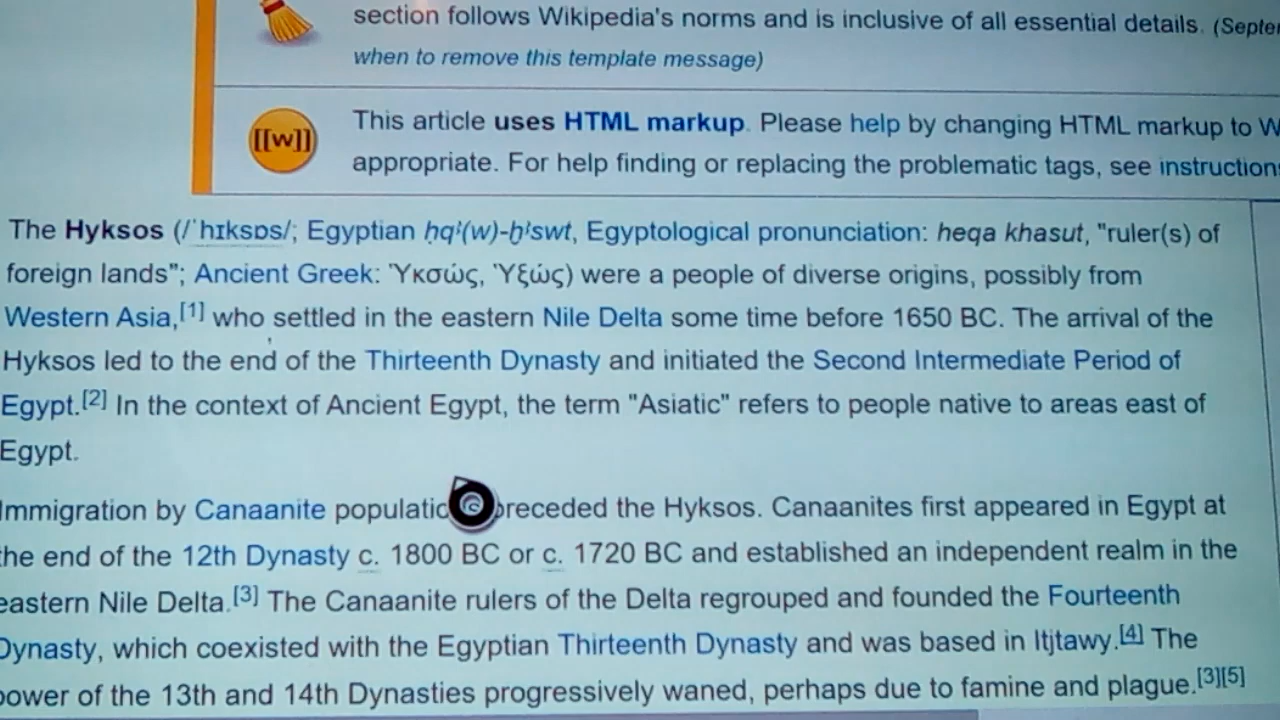 section follows Wikipedia's norms and is inclusive of all essential details. (Septe
when to remove this template message)
[[w]]
This article uses HTML markup. Please help by changing HTML markup to W
appropriate. For help finding or replacing the problematic tags, see instruction
The Hyksos (/ˈhɪksɒs/; Egyptian ḥqꜣ(w)-ḫꜣswt, Egyptological pronunciation: heqa khasut, "ruler(s) of
foreign lands"; Ancient Greek: Ὑκσώς, Ὑξώς) were a people of diverse origins, possibly from
Western Asia,[1] who settled in the eastern Nile Delta some time before 1650 BC. The arrival of the
Hyksos led to the end of the Thirteenth Dynasty and initiated the Second Intermediate Period of
Egypt.[2] In the context of Ancient Egypt, the term "Asiatic" refers to people native to areas east of
Egypt.
Immigration by Canaanite populatio preceded the Hyksos. Canaanites first appeared in Egypt at
the end of the 12th Dynasty c. 1800 BC or c. 1720 BC and established an independent realm in the
eastern Nile Delta.[3] The Canaanite rulers of the Delta regrouped and founded the Fourteenth
Dynasty, which coexisted with the Egyptian Thirteenth Dynasty and was based in Itjtawy.[4] The
power of the 13th and 14th Dynasties progressively waned, perhaps due to famine and plague.[3][5]